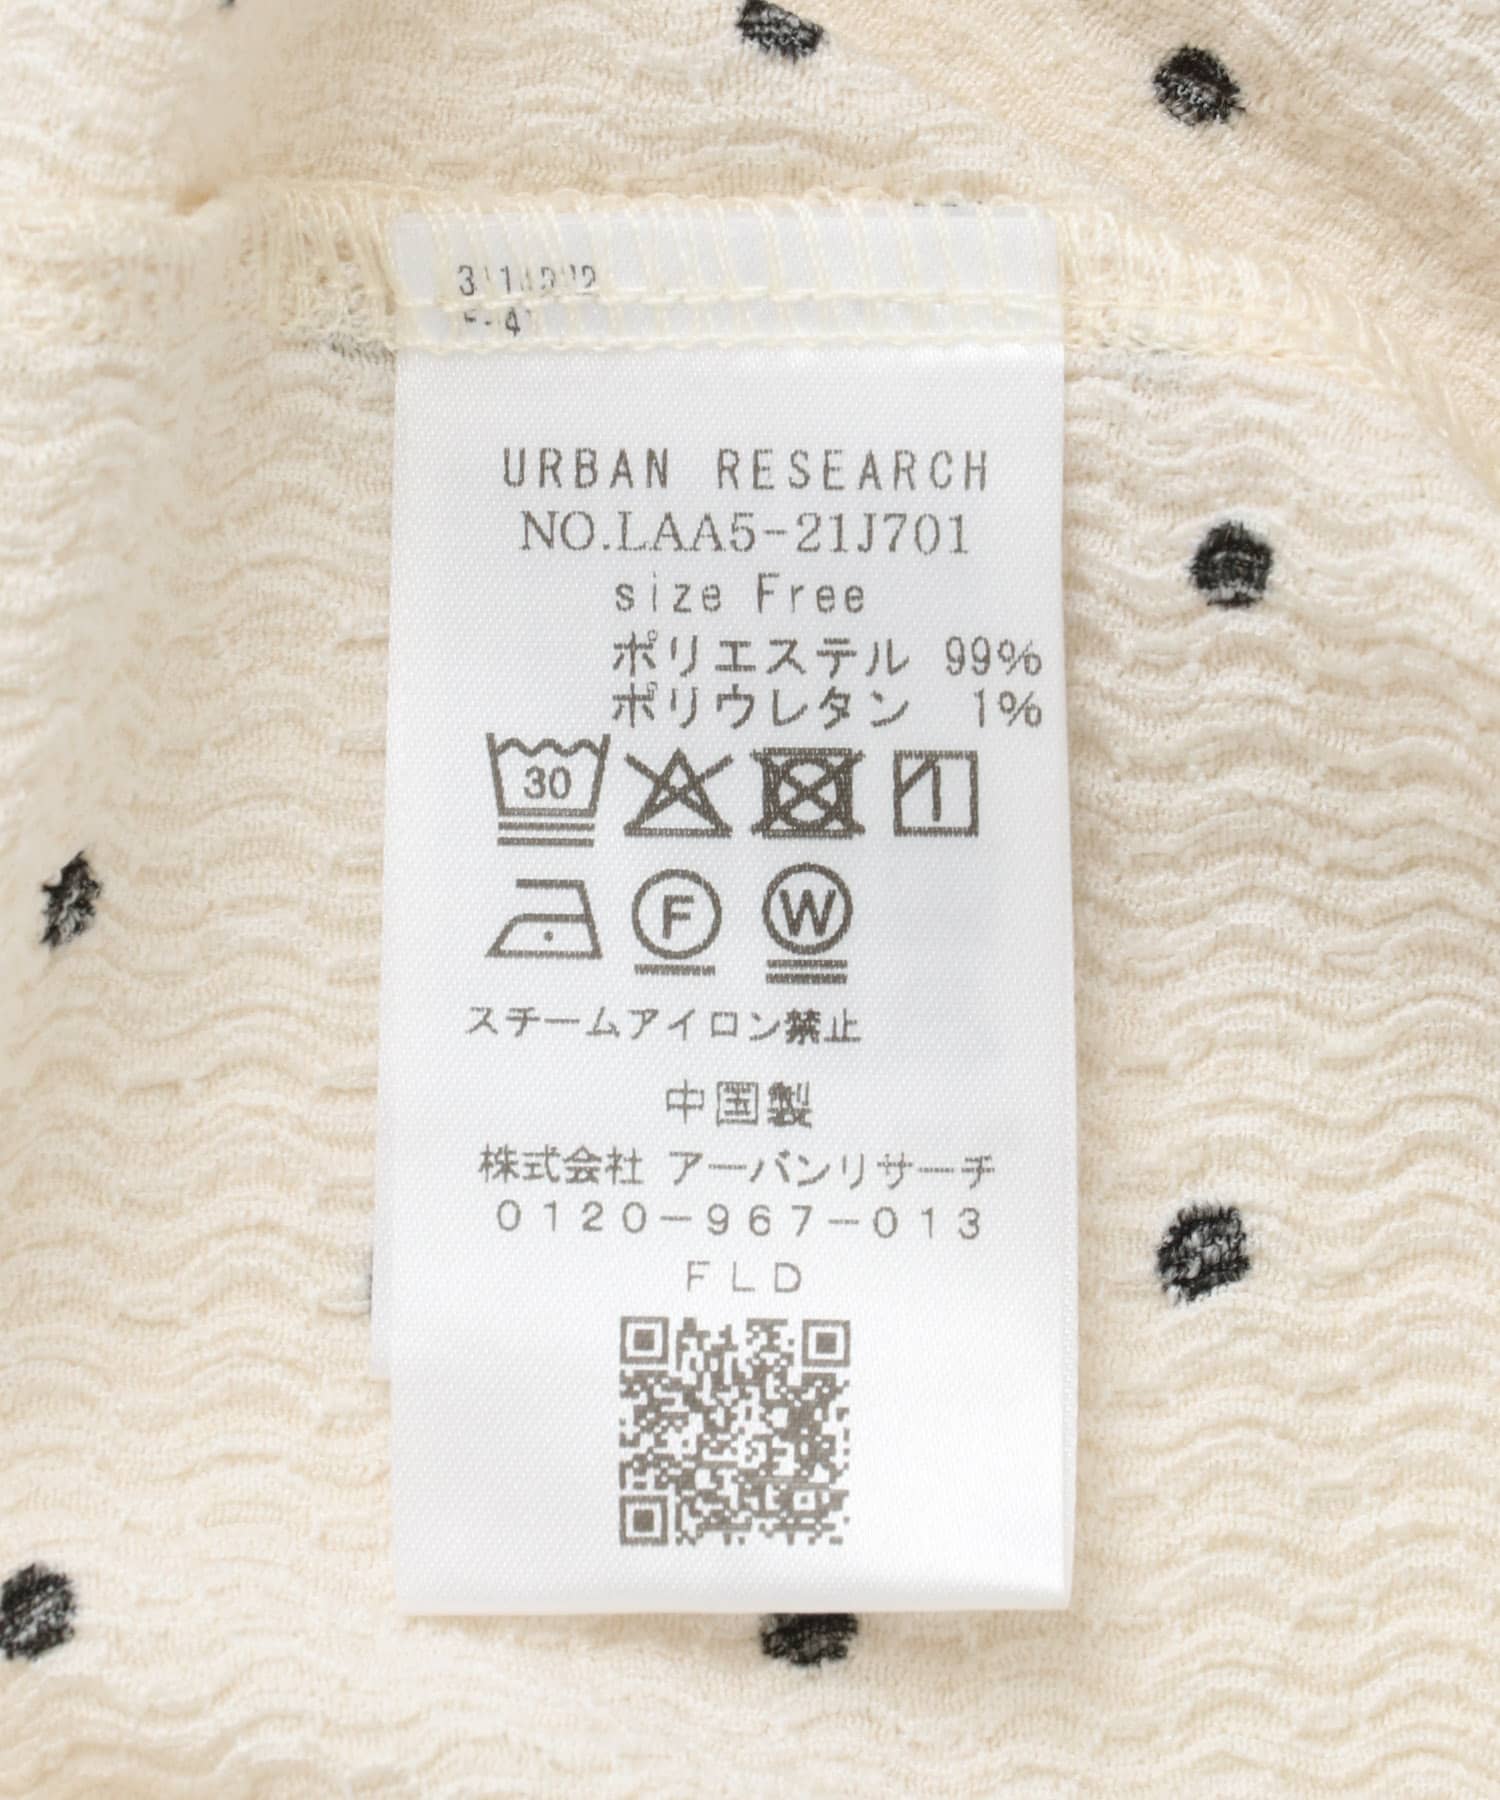 URBAN RESEARCH
NO.LAA5-21J701
size Free
ポリエステル 99%
ポリウレタン 1%
30
F W
スチームアイロン禁止
中国製
株式会社 アーバンリサーチ
0120-967-013
FLD